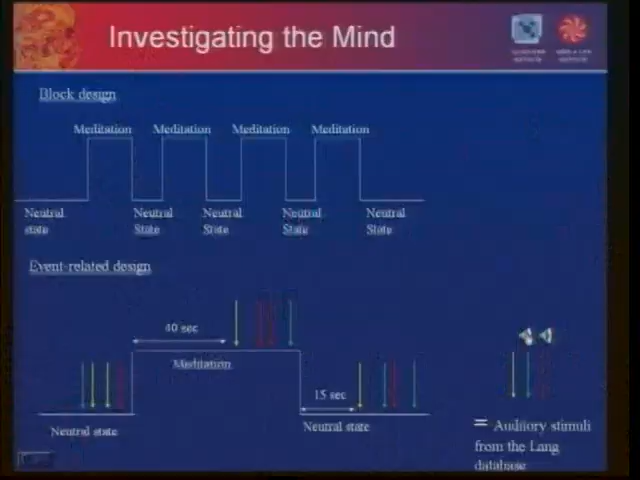 Investigating the Mind
Block design
Meditation Meditation Meditation Meditation
Neutral Neutral Neutral Neutral Neutral
state State State State State
Event-related design
40 sec
Meditation
15 sec
Neutral state
Neutral state
= Auditory stimuli
from the Lang
database